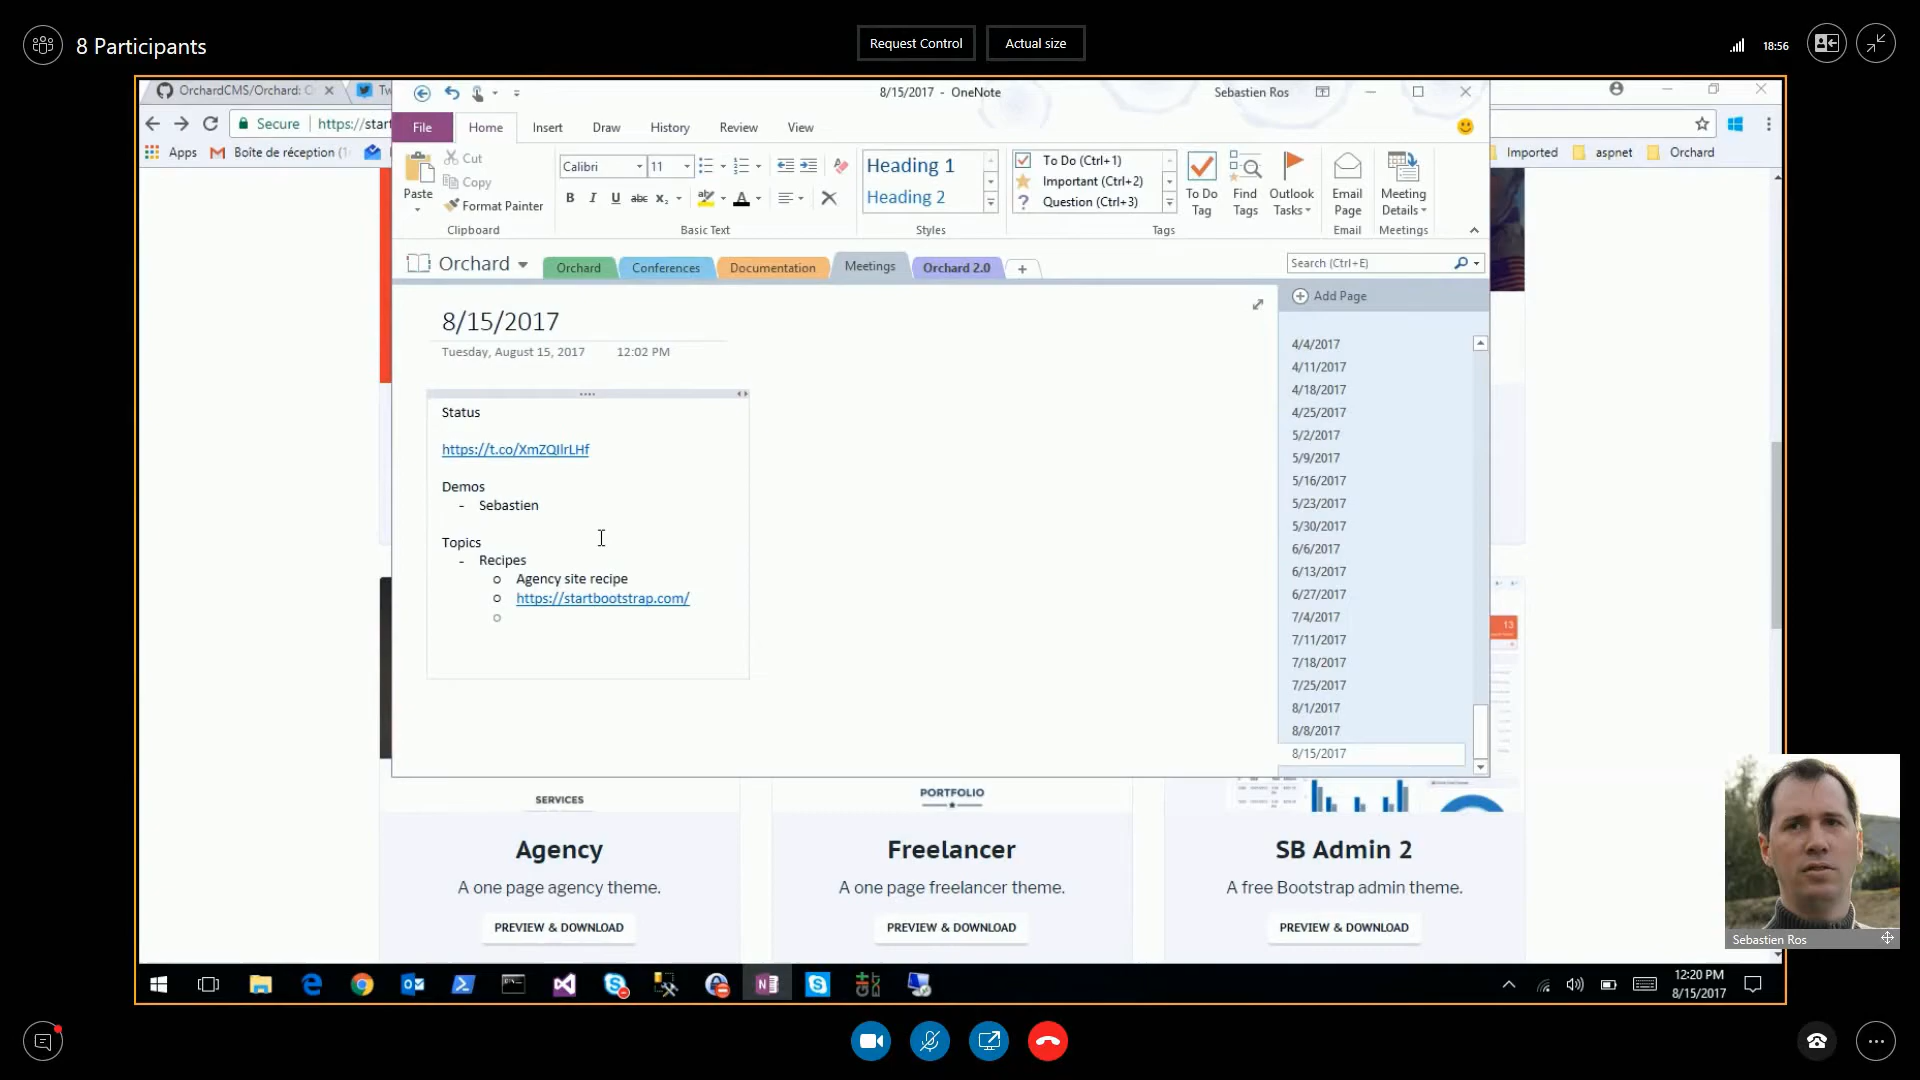 8 Participants
Request Control
Actual size
18:56
OrchardCMS/Orchard: O
Tw
8/15/2017 - OneNote
Sebastien Ros
Secure
https://start
File
Home
Insert
Draw
History
Review
View
Apps
Boîte de réception (1
Imported
aspnet
Orchard
Paste
Cut
Copy
Format Painter
Clipboard
Calibri
11
B I U abc x₂
A
Basic Text
Heading 1
Heading 2
Styles
To Do (Ctrl+1)
Important (Ctrl+2)
Question (Ctrl+3)
Tags
To Do
Tag
Find
Tags
Outlook
Tasks
Email
Page
Email
Meeting
Details
Meetings
Orchard
Orchard
Conferences
Documentation
Meetings
Orchard 2.0
Search (Ctrl+E)
Add Page
8/15/2017
Tuesday, August 15, 2017
12:02 PM
Status
https://t.co/XmZQIlrLHf
Demos
- Sebastien
Topics
- Recipes
o Agency site recipe
o https://startbootstrap.com/
o
4/4/2017
4/11/2017
4/18/2017
4/25/2017
5/2/2017
5/9/2017
5/16/2017
5/23/2017
5/30/2017
6/6/2017
6/13/2017
6/27/2017
7/4/2017
7/11/2017
7/18/2017
7/25/2017
8/1/2017
8/8/2017
8/15/2017
13
SERVICES
PORTFOLIO
Agency
A one page agency theme.
PREVIEW & DOWNLOAD
Freelancer
A one page freelancer theme.
PREVIEW & DOWNLOAD
SB Admin 2
A free Bootstrap admin theme.
PREVIEW & DOWNLOAD
Sebastien Ros
12:20 PM
8/15/2017